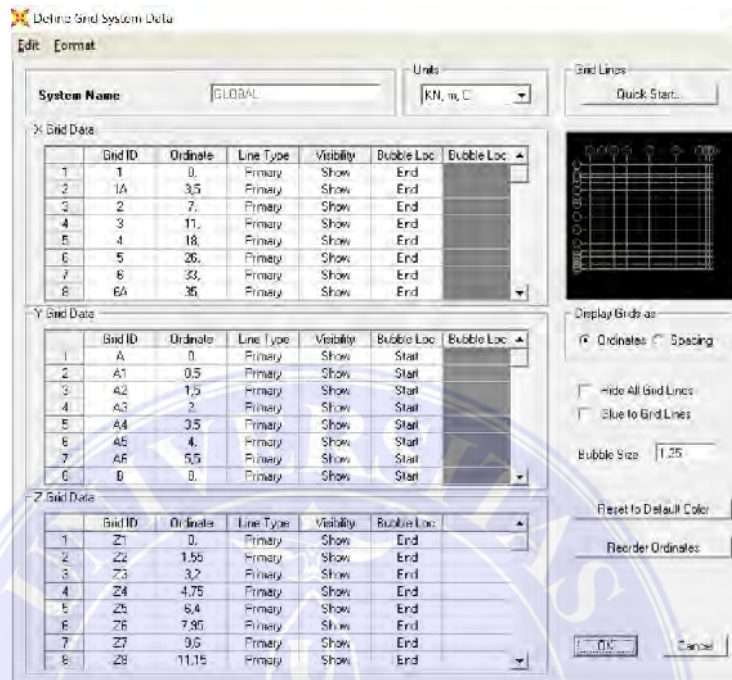 Define Grid System Data
Edit Format
System Name GLOBAL
Units
KN, m, C
Grid Lines
Quick Start...
X Grid Data
Grid ID Ordinate Line Type Visibility Bubble Loc Bubble Loc
1 1 0, Primary Show End
2 1A 3,5 Primary Show End
3 2 7, Primary Show End
4 3 11, Primary Show End
5 4 18, Primary Show End
6 5 26, Primary Show End
7 6 33, Primary Show End
8 6A 35, Primary Show End
Y Grid Data
Grid ID Ordinate Line Type Visibility Bubble Loc Bubble Loc
1 A 0, Primary Show Start
2 A1 0,5 Primary Show Start
3 A2 1,5 Primary Show Start
4 A3 2, Primary Show Start
5 A4 3,5 Primary Show Start
6 A5 4, Primary Show Start
7 A6 5,5 Primary Show Start
8 B 8, Primary Show Start
Display Grids as
Ordinates Spacing
Hide All Grid Lines
Glue to Grid Lines
Bubble Size 1,25
Z Grid Data
Grid ID Ordinate Line Type Visibility Bubble Loc
1 Z1 0, Primary Show End
2 Z2 1,55 Primary Show End
3 Z3 3,2 Primary Show End
4 Z4 4,75 Primary Show End
5 Z5 6,4 Primary Show End
6 Z6 7,95 Primary Show End
7 Z7 9,6 Primary Show End
8 Z8 11,15 Primary Show End
Reset to Default Color
Reorder Ordinates
OK Cancel
UNIVERSITAS